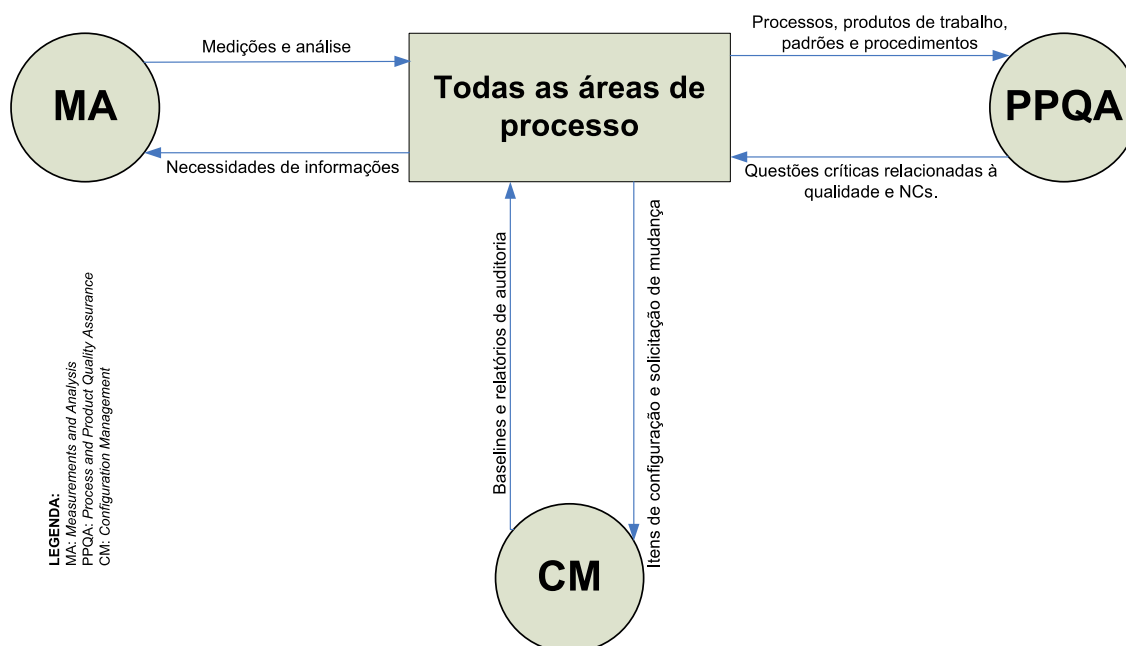 Medições e análise
MA
Necessidades de informações
Todas as áreas de
processo
Processos, produtos de trabalho,
padrões e procedimentos
PPQA
Questões críticas relacionadas à
qualidade e NCs.
Baselines e relatórios de auditoria
Itens de configuração e solicitação de mudança
CM
LEGENDA:
MA: Measurements and Analysis
PPQA: Process and Product Quality Assurance
CM: Configuration Management